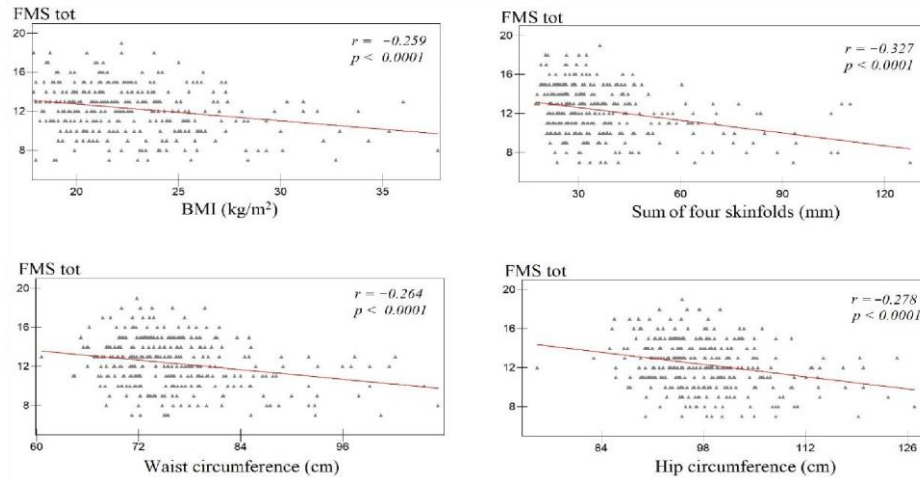 FMS tot
20
16
12
8
r = -0.259
p < 0.0001
20
25
30
35
BMI (kg/m²)
FMS tot
20
16
12
8
r = -0.327
p < 0.0001
30
60
90
120
Sum of four skinfolds (mm)
FMS tot
20
16
12
8
r = -0.264
p < 0.0001
60
72
84
96
Waist circumference (cm)
FMS tot
20
16
12
8
r = -0.278
p < 0.0001
84
98
112
126
Hip circumference (cm)